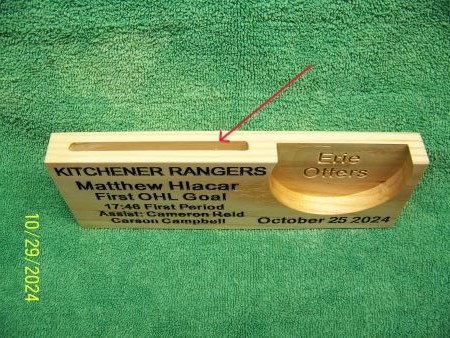 KITCHENER RANGERS
Matthew Hlacar
First OHL Goal
17:46 First Period
Assist: Cameron Reid
Carson Campbell
Erie
Otters
October 25 2024
10/29/2024